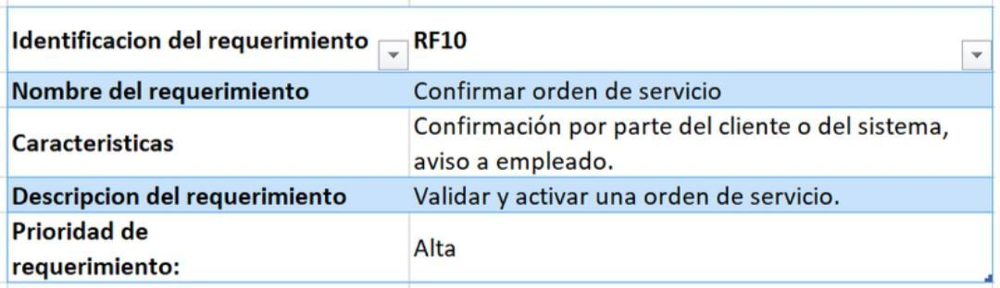 Identificacion del requerimiento RF10
Nombre del requerimiento Confirmar orden de servicio
Caracteristicas Confirmación por parte del cliente o del sistema,
aviso a empleado.
Descripcion del requerimiento Validar y activar una orden de servicio.
Prioridad de
requerimiento: Alta